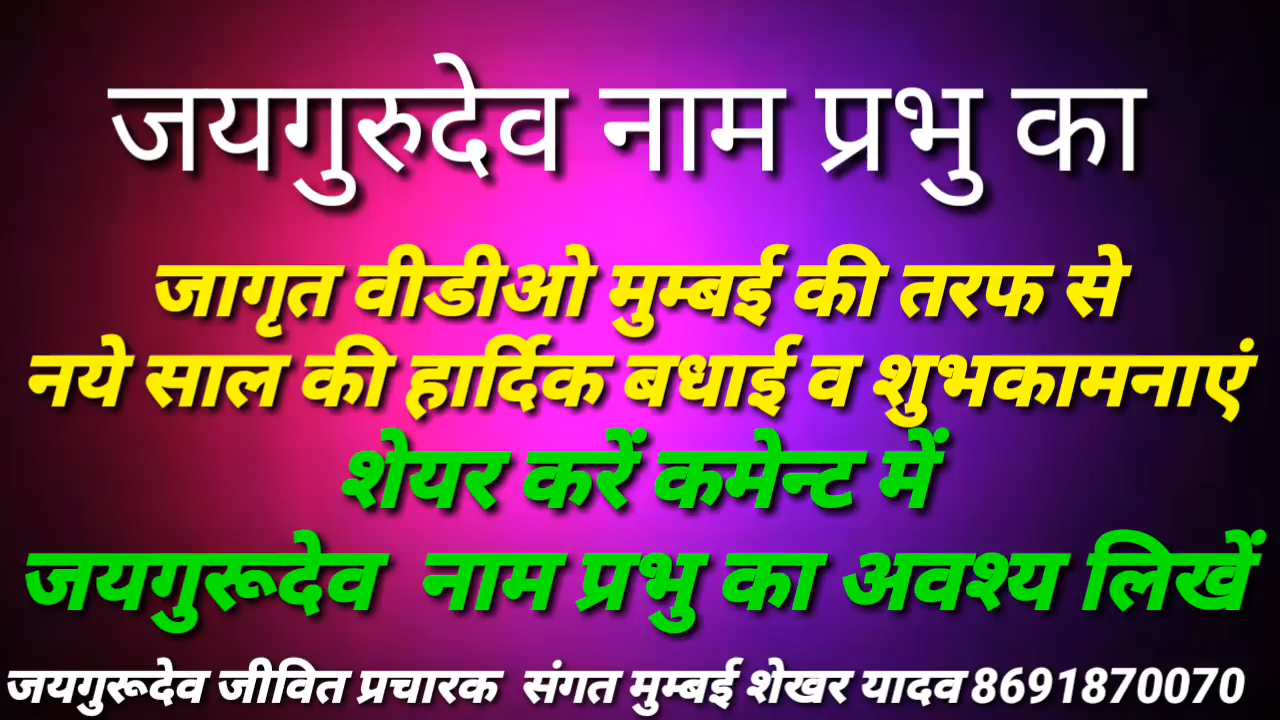 जयगुरुदेव नाम प्रभु का
जागृत वीडीओ मुम्बई की तरफ से
नये साल की हार्दिक बधाई व शुभकामनाएं
शेयर करें कमेन्ट में
जयगुरूदेव नाम प्रभु का अवश्य लिखें
जयगुरूदेव जीवित प्रचारक संगत मुम्बई शेखर यादव 8691870070